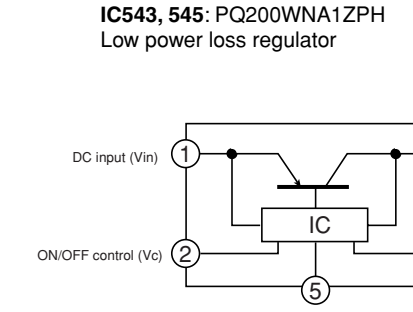 IC543, 545: PQ200WNA1ZPH
Low power loss regulator
DC input (Vin) 1
IC
ON/OFF control (Vc) 2
5